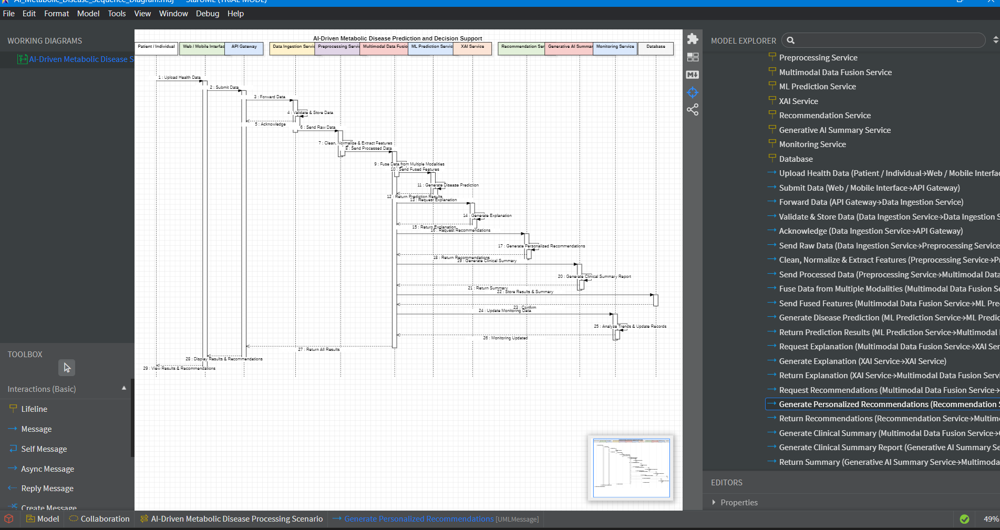 AI_Metabolic_Disease_Sequence_Diagram.mdj — StarUML (TRIAL MODE)
File Edit Format Model Tools View Window Debug Help
WORKING DIAGRAMS
AI-Driven Metabolic Disease S
TOOLBOX
Interactions (Basic)
Lifeline
Message
Self Message
Async Message
Reply Message
Create Message
AI-Driven Metabolic Disease Prediction and Decision Support
Patient / Individual
Web / Mobile Interfac
API Gateway
Data Ingestion Servic
Preprocessing Servic
Multimodal Data Fusio
ML Prediction Servic
XAI Service
Recommendation Ser
Generative AI Summar
Monitoring Service
Database
1 : Upload Health Data
2 : Submit Data
3 : Forward Data
4 : Validate & Store Data
5 : Acknowledge
6 : Send Raw Data
7 : Clean, Normalize & Extract Features
8 : Send Processed Data
9 : Fuse Data from Multiple Modalities
10 : Send Fused Features
11 : Generate Disease Prediction
12 : Return Prediction Results
13 : Request Explanation
14 : Generate Explanation
15 : Return Explanation
16 : Request Recommendations
17 : Generate Personalized Recommendations
18 : Return Recommendations
19 : Generate Clinical Summary
20 : Generate Clinical Summary Report
21 : Return Summary
22 : Store Results & Summary
23 : Confirm
24 : Update Monitoring Data
25 : Analyze Trends & Update Records
26 : Monitoring Updated
27 : Return All Results
28 : Display Results & Recommendations
29 : View Results & Recommendations
M
MODEL EXPLORER
Preprocessing Service
Multimodal Data Fusion Service
ML Prediction Service
XAI Service
Recommendation Service
Generative AI Summary Service
Monitoring Service
Database
Upload Health Data (Patient / Individual→Web / Mobile Interfac
Submit Data (Web / Mobile Interface→API Gateway)
Forward Data (API Gateway→Data Ingestion Service)
Validate & Store Data (Data Ingestion Service→Data Ingestion S
Acknowledge (Data Ingestion Service→API Gateway)
Send Raw Data (Data Ingestion Service→Preprocessing Service
Clean, Normalize & Extract Features (Preprocessing Service→Pr
Send Processed Data (Preprocessing Service→Multimodal Data
Fuse Data from Multiple Modalities (Multimodal Data Fusion Se
Send Fused Features (Multimodal Data Fusion Service→ML Pre
Generate Disease Prediction (ML Prediction Service→ML Predic
Return Prediction Results (ML Prediction Service→Multimodal
Request Explanation (Multimodal Data Fusion Service→XAI Ser
Generate Explanation (XAI Service→XAI Service)
Return Explanation (XAI Service→Multimodal Data Fusion Servi
Request Recommendations (Multimodal Data Fusion Service→
Generate Personalized Recommendations (Recommendation S
Return Recommendations (Recommendation Service→Multim
Generate Clinical Summary (Multimodal Data Fusion Service→
Generate Clinical Summary Report (Generative AI Summary Se
Return Summary (Generative AI Summary Service→Multimoda
EDITORS
Properties
Model Collaboration AI-Driven Metabolic Disease Processing Scenario Generate Personalized Recommendations [UMLMessage] 49%